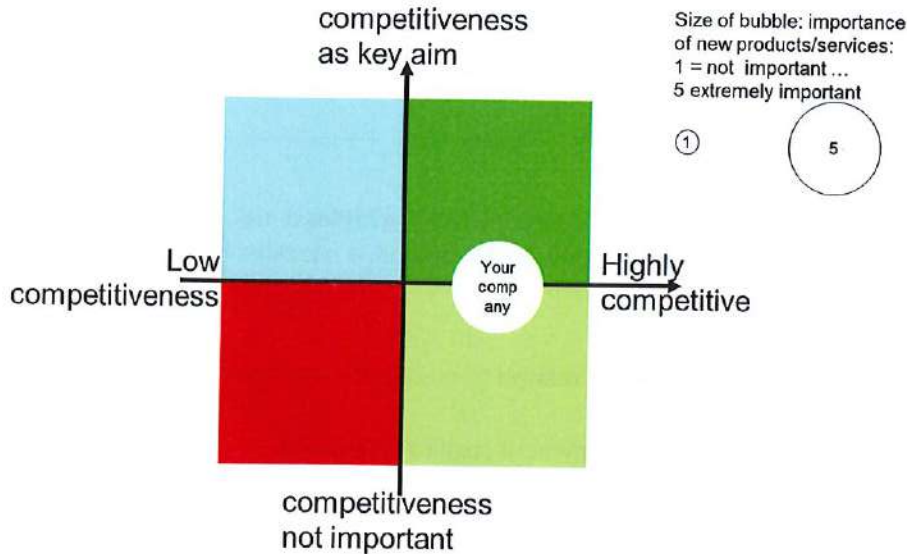 competitiveness
as key aim
Size of bubble: importance
of new products/services:
1 = not important ...
5 extremely important
1
5
Low
competitiveness
Your
comp
any
Highly
competitive
competitiveness
not important